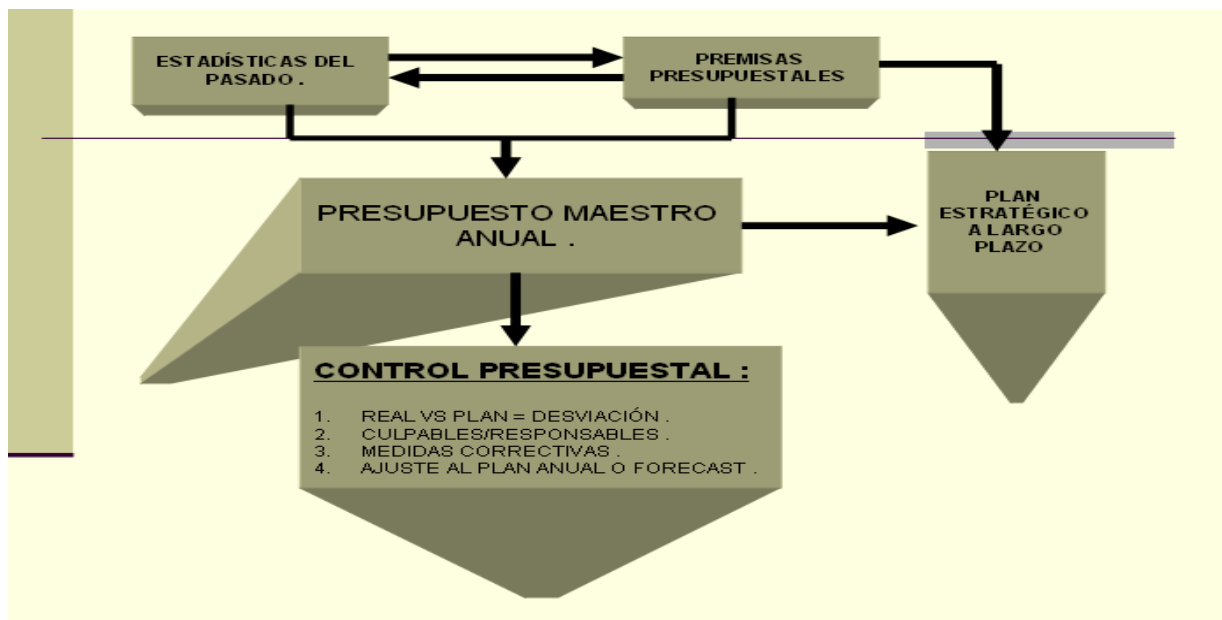 ESTADÍSTICAS DEL
PASADO .
PREMISAS
PRESUPUESTALES
PRESUPUESTO MAESTRO
ANUAL .
PLAN
ESTRATÉGICO
A LARGO
PLAZO
CONTROL PRESUPUESTAL :
1. REAL VS PLAN = DESVIACIÓN .
2. CULPABLES/RESPONSABLES .
3. MEDIDAS CORRECTIVAS .
4. AJUSTE AL PLAN ANUAL O FORECAST .